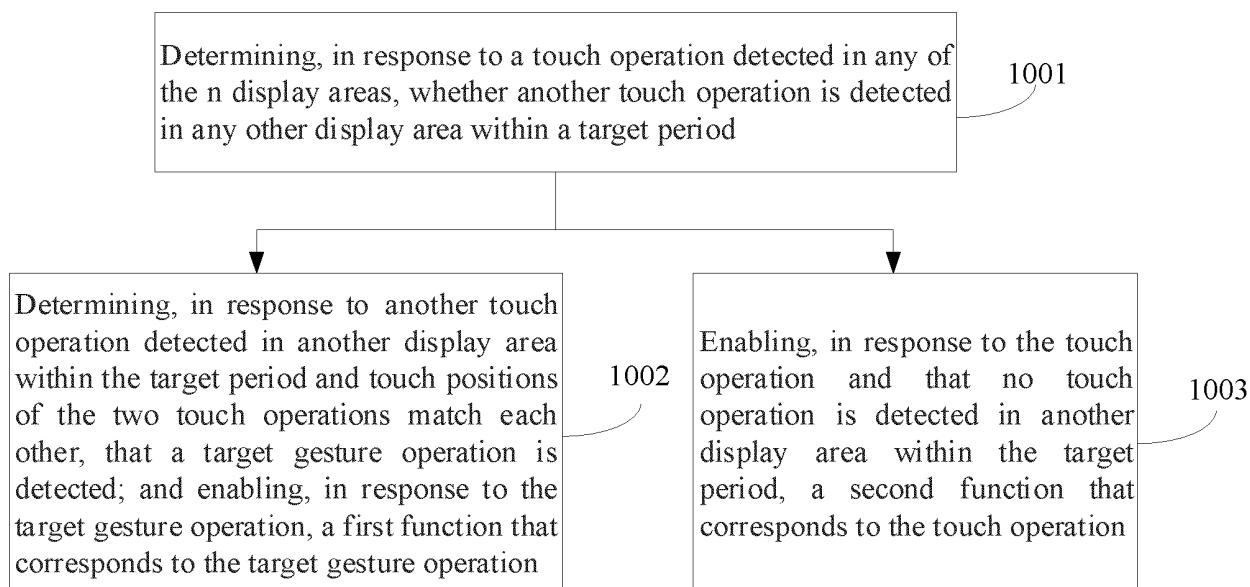 Determining, in response to a touch operation detected in any of
the n display areas, whether another touch operation is detected
in any other display area within a target period
1001
Determining, in response to another touch
operation detected in another display area
within the target period and touch positions
of the two touch operations match each
other, that a target gesture operation is
detected; and enabling, in response to the
target gesture operation, a first function that
corresponds to the target gesture operation
1002
Enabling, in response to the touch
operation and that no touch
operation is detected in another
display area within the target
period, a second function that
corresponds to the touch operation
1003